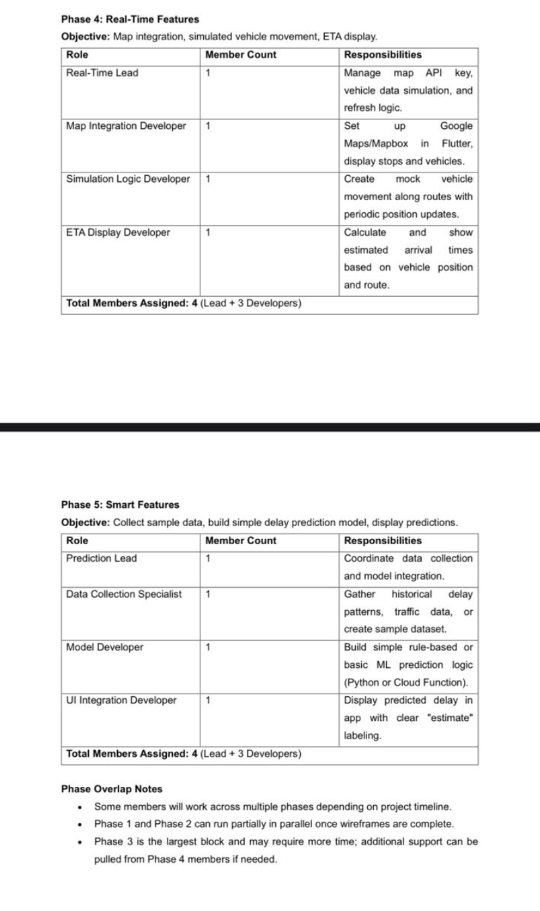 Phase 4: Real-Time Features
Objective: Map integration, simulated vehicle movement, ETA display.
Role Member Count Responsibilities
Real-Time Lead 1 Manage map API key,
vehicle data simulation, and
refresh logic.
Map Integration Developer 1 Set up Google
Maps/Mapbox in Flutter,
display stops and vehicles.
Simulation Logic Developer 1 Create mock vehicle
movement along routes with
periodic position updates.
ETA Display Developer 1 Calculate and show
estimated arrival times
based on vehicle position
and route.
Total Members Assigned: 4 (Lead + 3 Developers)
Phase 5: Smart Features
Objective: Collect sample data, build simple delay prediction model, display predictions.
Role Member Count Responsibilities
Prediction Lead 1 Coordinate data collection
and model integration.
Data Collection Specialist 1 Gather historical delay
patterns, traffic data, or
create sample dataset.
Model Developer 1 Build simple rule-based or
basic ML prediction logic
(Python or Cloud Function).
UI Integration Developer 1 Display predicted delay in
app with clear "estimate"
labeling.
Total Members Assigned: 4 (Lead + 3 Developers)
Phase Overlap Notes
• Some members will work across multiple phases depending on project timeline.
• Phase 1 and Phase 2 can run partially in parallel once wireframes are complete.
• Phase 3 is the largest block and may require more time; additional support can be
pulled from Phase 4 members if needed.